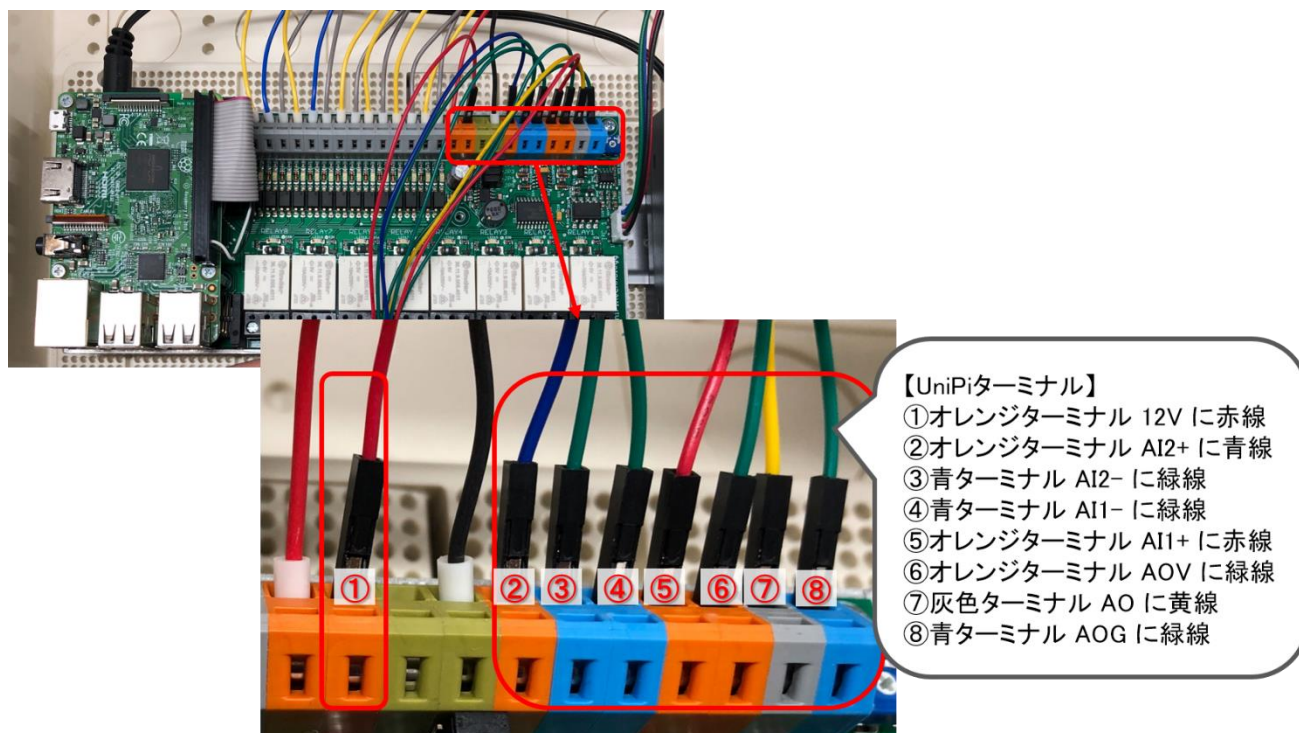 RELAY8
RELAY7
RELAY4
RELAY3
RELAY1
①
②
③
④
⑤
⑥
⑦
⑧
【UniPiターミナル】
①オレンジターミナル 12V に赤線
②オレンジターミナル AI2+ に青線
③青ターミナル AI2- に緑線
④青ターミナル AI1- に緑線
⑤オレンジターミナル AI1+ に赤線
⑥オレンジターミナル AOV に緑線
⑦灰色ターミナル AO に黄線
⑧青ターミナル AOG に緑線